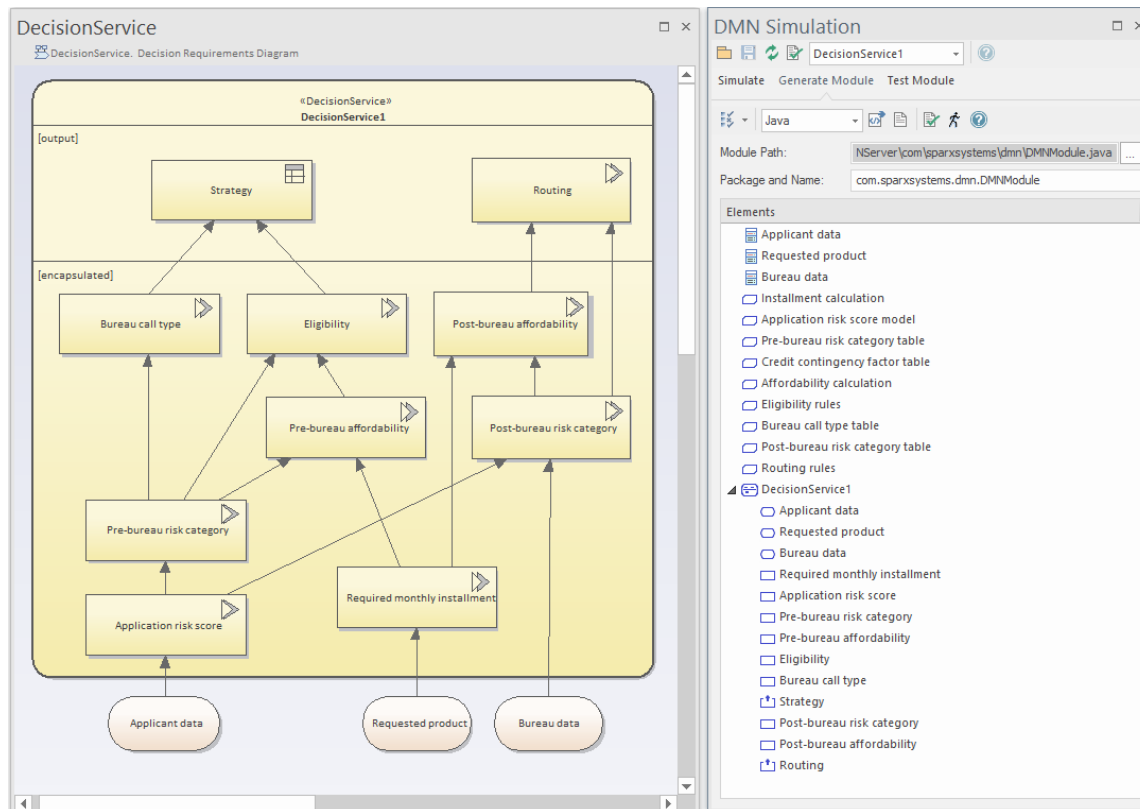 DecisionService
DecisionService. Decision Requirements Diagram
«DecisionService»
DecisionService1
[output]
Strategy
Routing
[encapsulated]
Bureau call type
Eligibility
Post-bureau affordability
Pre-bureau affordability
Post-bureau risk category
Pre-bureau risk category
Required monthly installment
Application risk score
Applicant data
Requested product
Bureau data
DMN Simulation
DecisionService1
Simulate Generate Module Test Module
Java
Module Path: NServer\com\sparxsystems\dmn\DMNModule.java ...
Package and Name: com.sparxsystems.dmn.DMNModule
Elements
Applicant data
Requested product
Bureau data
Installment calculation
Application risk score model
Pre-bureau risk category table
Credit contingency factor table
Affordability calculation
Eligibility rules
Bureau call type table
Post-bureau risk category table
Routing rules
DecisionService1
Applicant data
Requested product
Bureau data
Required monthly installment
Application risk score
Pre-bureau risk category
Pre-bureau affordability
Eligibility
Bureau call type
Strategy
Post-bureau risk category
Post-bureau affordability
Routing